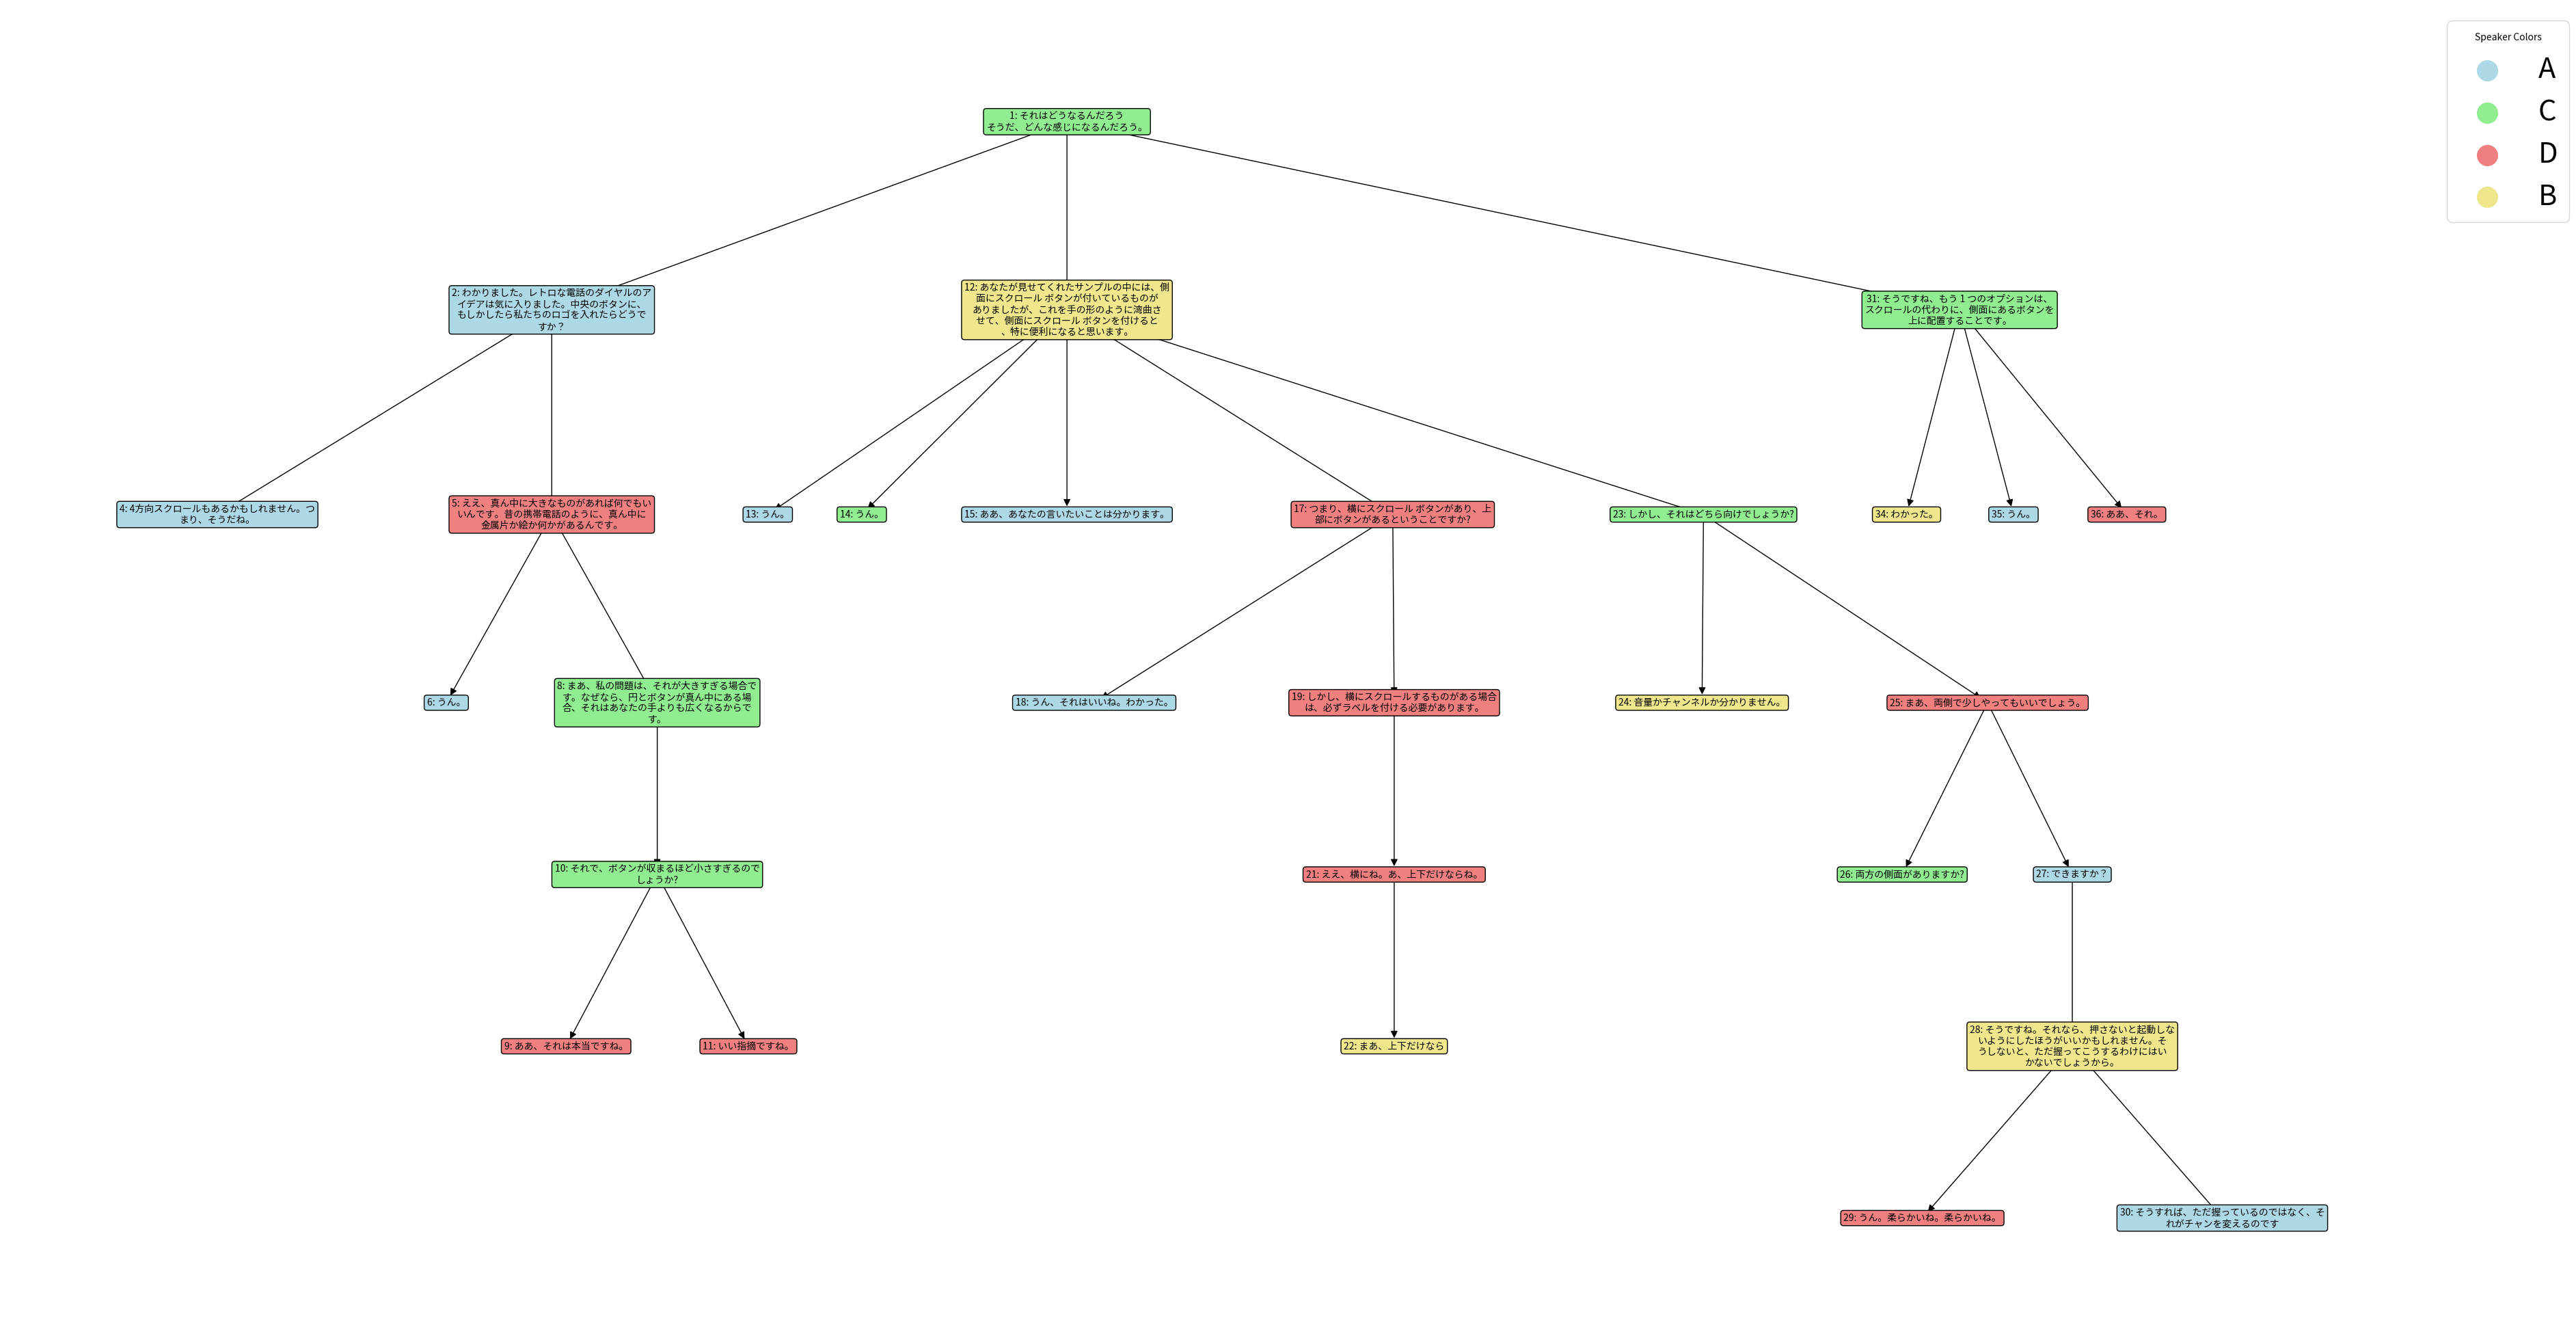 Speaker Colors
A
C
D
B
1: それはどうなるんだろう
そうだ、どんな感じになるんだろう。
2: わかりました。レトロな電話のダイヤルのア
イデアは気に入りました。中央のボタンに、
もしかしたら私たちのロゴを入れたらどうで
すか？
12: あなたが見せてくれたサンプルの中には、側
面にスクロール ボタンが付いているものが
ありましたが、これを手の形のように湾曲さ
せて、側面にスクロール ボタンを付けると
、特に便利になると思います。
31: そうですね、もう 1 つのオプションは、
スクロールの代わりに、側面にあるボタンを
上に配置することです。
4: 4方向スクロールもあるかもしれません。つ
まり、そうだね。
5: ええ、真ん中に大きなものがあれば何でもい
いんです。昔の携帯電話のように、真ん中に
金属片か絵か何かがあるんです。
13: うん。
14: うん。
15: ああ、あなたの言いたいことは分かります。
17: つまり、横にスクロール ボタンがあり、上
部にボタンがあるということですか?
23: しかし、それはどちら向けでしょうか?
34: わかった。
35: うん。
36: ああ、それ。
6: うん。
8: まあ、私の問題は、それが大きすぎる場合で
す。なぜなら、円とボタンが真ん中にある場
合、それはあなたの手よりも広くなるからで
す。
18: うん、それはいいね。わかった。
19: しかし、横にスクロールするものがある場合
は、必ずラベルを付ける必要があります。
24: 音量かチャンネルか分かりません。
25: まあ、両側で少しやってもいいでしょう。
10: それで、ボタンが収まるほど小さすぎるので
しょうか?
21: ええ、横にね。あ、上下だけならね。
26: 両方の側面がありますか?
27: できますか？
9: ああ、それは本当ですね。
11: いい指摘ですね。
22: まあ、上下だけなら
28: そうですね。それなら、押さないと起動しな
いようにしたほうがいいかもしれません。そ
うしないと、ただ握ってこうするわけにはい
かないでしょうから。
29: うん。柔らかいね。柔らかいね。
30: そうすれば、ただ握っているのではなく、そ
れがチャンを変えるのです